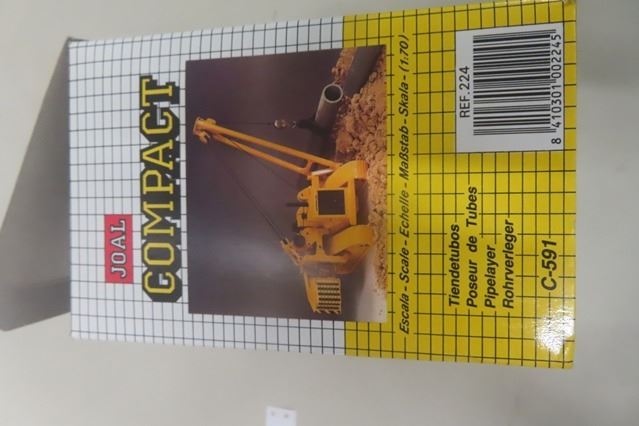 JOAL
COMPACT
Escala - Scale - Echelle - Maßstab - Skala - (1:70)
Tiendetubos
Poseur de Tubes
Pipelayer
Rohrverleger
C-591
REF. 224
8 410301 002245